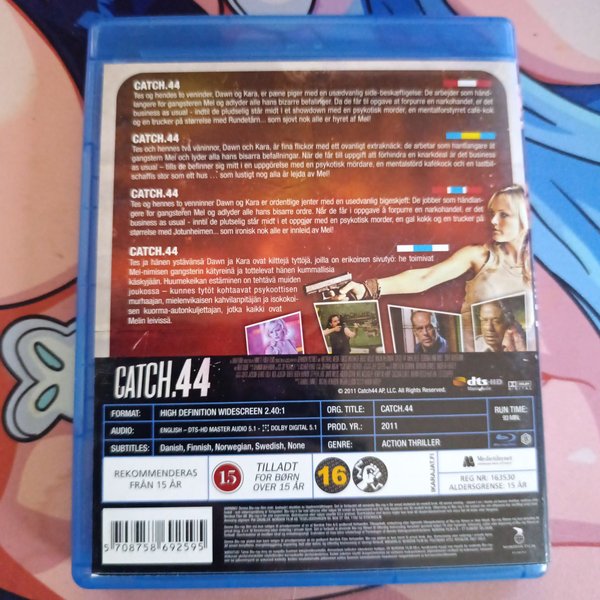 CATCH.44
Tes og hendes to veninder, Dawn og Kara, er pæne piger med en usædvanlig side-beskæftigelse. De arbejder som hånd-
langere for gangsteren Mel og adlyder alle hans bizarre befalinger. Da de får til opgave at forpurre en narkohandel, er det
business as usual - indtil de pludselig står midt i et showdown med en psykotisk morder, en mentalforstyrret café-kok
og en trucker på størrelse med Rundetårn... som sjovt nok alle er hyret af Mel!
CATCH.44
Tes och hennes två väninnor, Dawn och Kara, är fina flickor med ett ovanligt extraknäck: de arbetar som hantlangare åt
gangstern Mel och lyder alla hans bisarra befallningar. När de får till uppgift att förhindra en knarkdeal är det business
as usual – tills de befinner sig mitt i en uppgörelse med en psykotisk mördare, en mentalstörd cafékock och en lastbil-
schaffis stor som ett hus ... som lustigt nog alla är lejda av Mel!
CATCH.44
Tes og hennes to venninner Dawn og Kara er ordentlige jenter med en usedvanlig bigeskjeft: De jobber som håndlan-
gere for gangsteren Mel og adlyder alle hans bisarre ordre. Når de får i oppgave å forpurre en narkohandel, er det
business as usual - inntil de plutselig står midt i et oppgjør med en psykotisk morder, en gal kokk og en trucker på
størrelse med Jotunheimen... som ironisk nok alle er innleid av Mel!
CATCH.44
Tes ja hänen ystävänsä Dawn ja Kara ovat kilttejä tyttöjä, joilla on erikoinen sivutyö: he toimivat
Mel-nimisen gangsterin kätyreinä ja tottelevat hänen kummallisia
käskyjään. Huumekeikan estäminen on tehtävä muiden
joukossa – kunnes tytöt kohtaavat psykoottisen
murhaajan, mielenvikaisen kahvilanpitäjän ja isokokoi-
sen kuorma-autonkuljettajan, jotka kaikki ovat
Melin leivissä.
CATCH.44
© 2011 Catch44 AP, LLC. All Rights Reserved.
dts-HD
Master Audio
DOLBY
DIGITAL
FORMAT: HIGH DEFINITION WIDESCREEN 2.40:1 ORG. TITLE: CATCH.44 RUN TIME:
93 MIN.
AUDIO: ENGLISH – DTS-HD MASTER AUDIO 5.1 - DOLBY DIGITAL 5.1 PROD. YR.: 2011
SUBTITLES: Danish, Finnish, Norwegian, Swedish, None GENRE: ACTION THRILLER
REKOMMENDERAS
FRÅN 15 ÅR
15
TILLADT
FOR BØRN
OVER 15 ÅR
16
IKARAJAT.FI
Medietilsynet
REG NR: 163530
ALDERSGRENSE: 15 ÅR
5 708758 692595